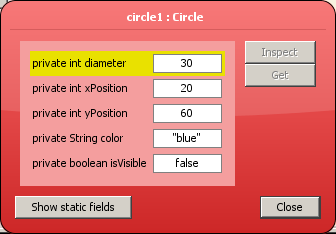 circle1 : Circle
private int diameter 30
private int xPosition 20
private int yPosition 60
private String color "blue"
private boolean isVisible false
Inspect
Get
Show static fields
Close